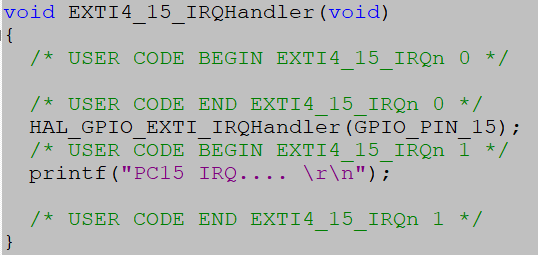 void EXTI4_15_IRQHandler(void)
{
/* USER CODE BEGIN EXTI4_15_IRQn 0 */
/* USER CODE END EXTI4_15_IRQn 0 */
HAL_GPIO_EXTI_IRQHandler(GPIO_PIN_15);
/* USER CODE BEGIN EXTI4_15_IRQn 1 */
printf("PC15 IRQ.... \r\n");
/* USER CODE END EXTI4_15_IRQn 1 */
}